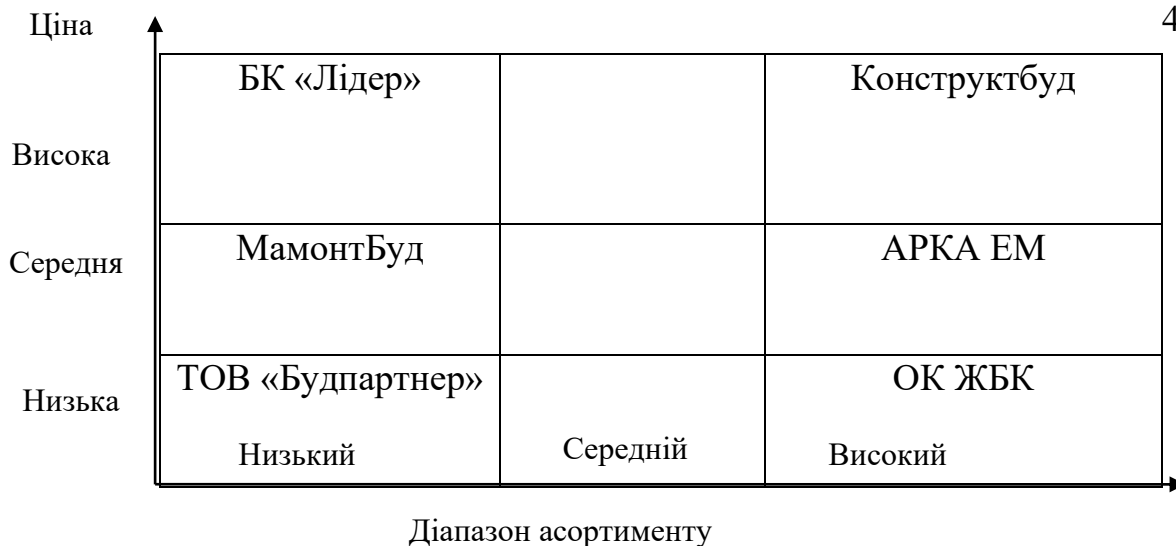 Ціна
4
БК «Лідер» Конструктбуд
Висока
МамонтБуд АРКА ЕМ
Середня
ТОВ «Будпартнер» ОК ЖБК
Низька
Низький Середній Високий
Діапазон асортименту